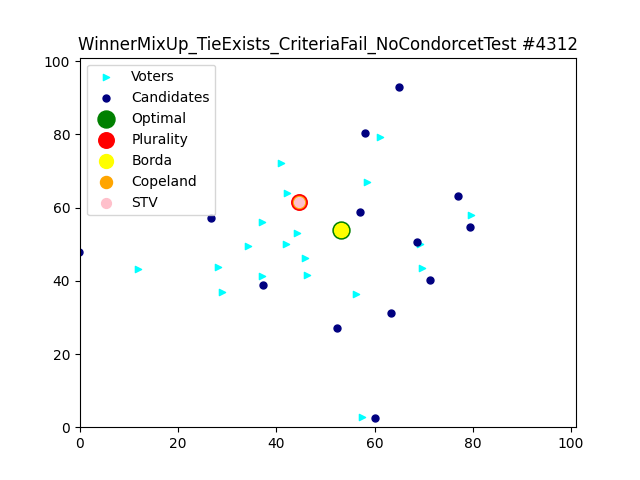 WinnerMixUp_TieExists_CriteriaFail_NoCondorcetTest #4312
100
80
60
40
20
0
Voters
Candidates
Optimal
Plurality
Borda
Copeland
STV
0 20 40 60 80 100